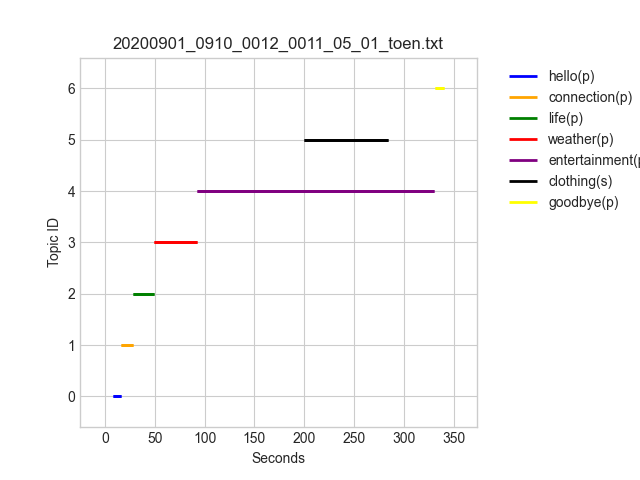 20200901_0910_0012_0011_05_01_toen.txt
hello(p)
connection(p)
life(p)
weather(p)
entertainment(p
clothing(s)
goodbye(p)
Topic ID
6
5
4
3
2
1
0
0 50 100 150 200 250 300 350
Seconds